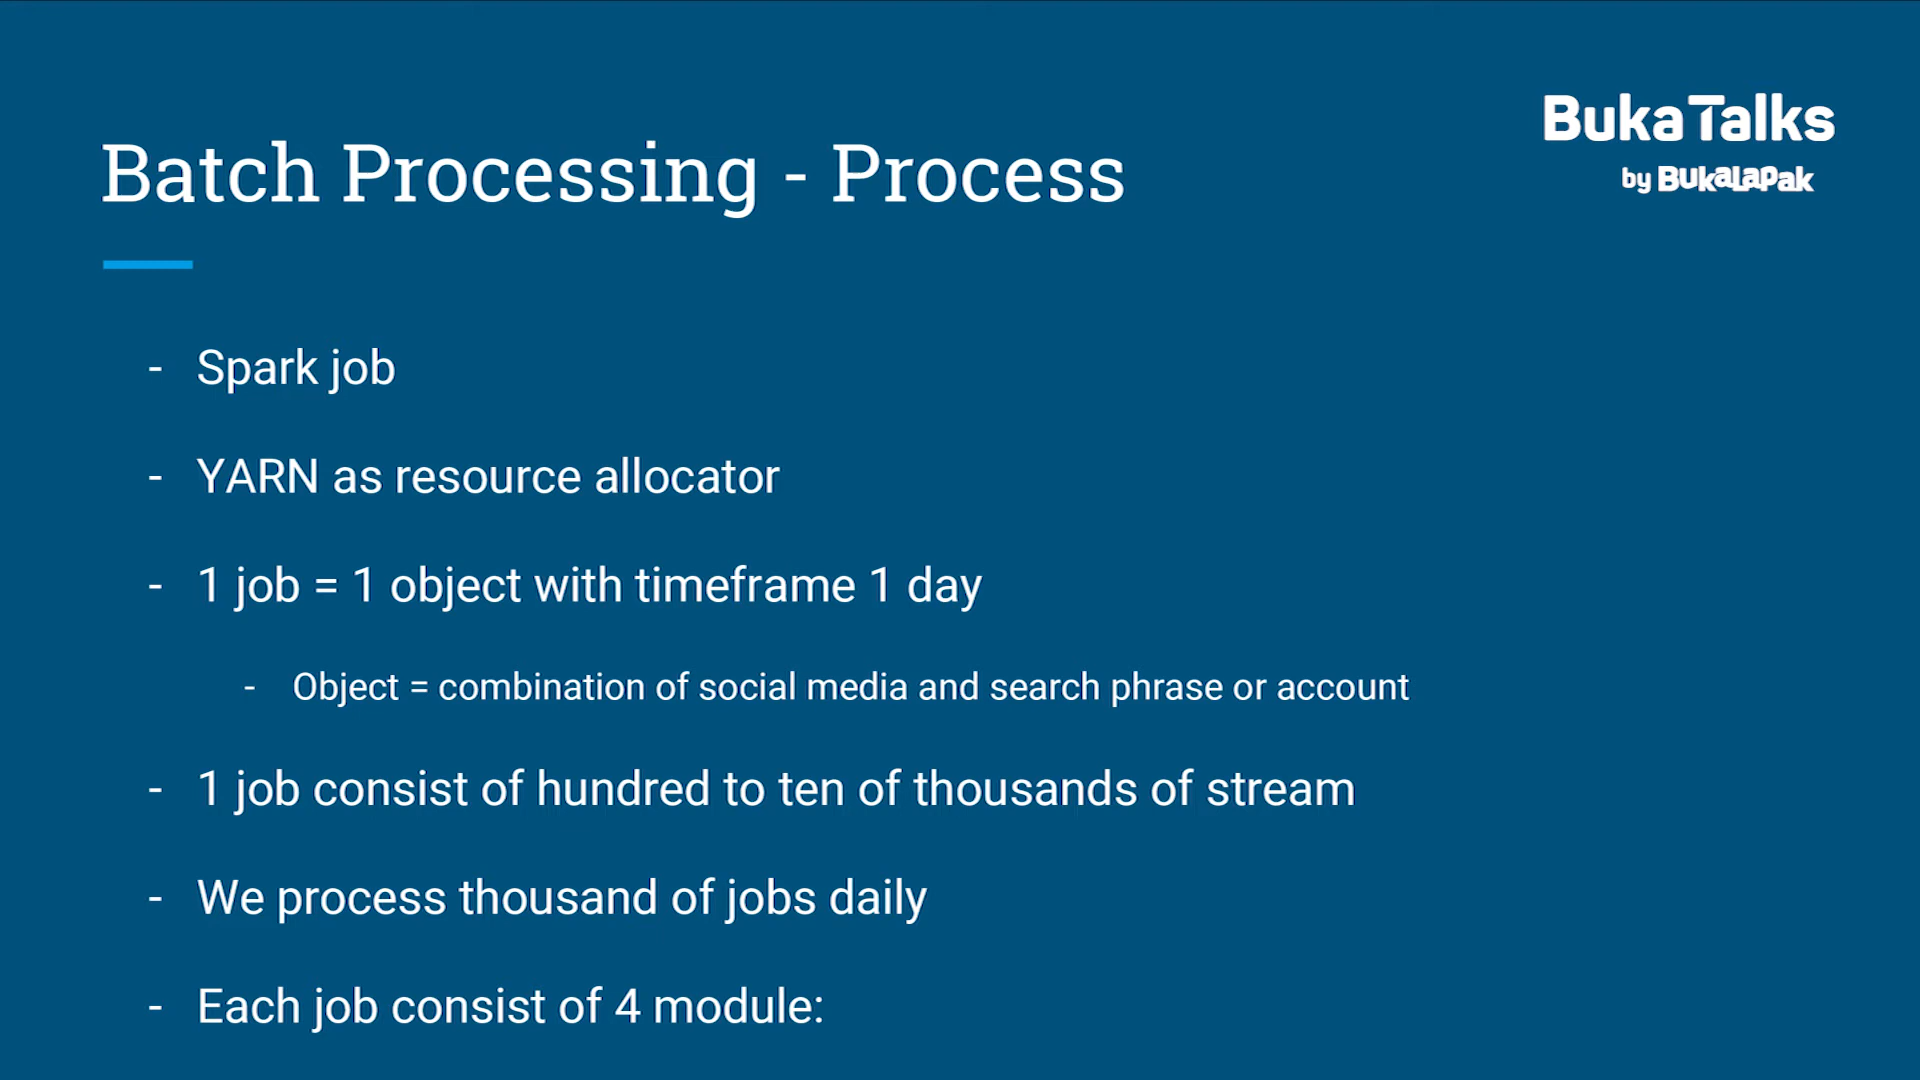 BukaTalks
by BukaLaPak
Batch Processing - Process
- Spark job
- YARN as resource allocator
- 1 job = 1 object with timeframe 1 day
- Object = combination of social media and search phrase or account
- 1 job consist of hundred to ten of thousands of stream
- We process thousand of jobs daily
- Each job consist of 4 module: